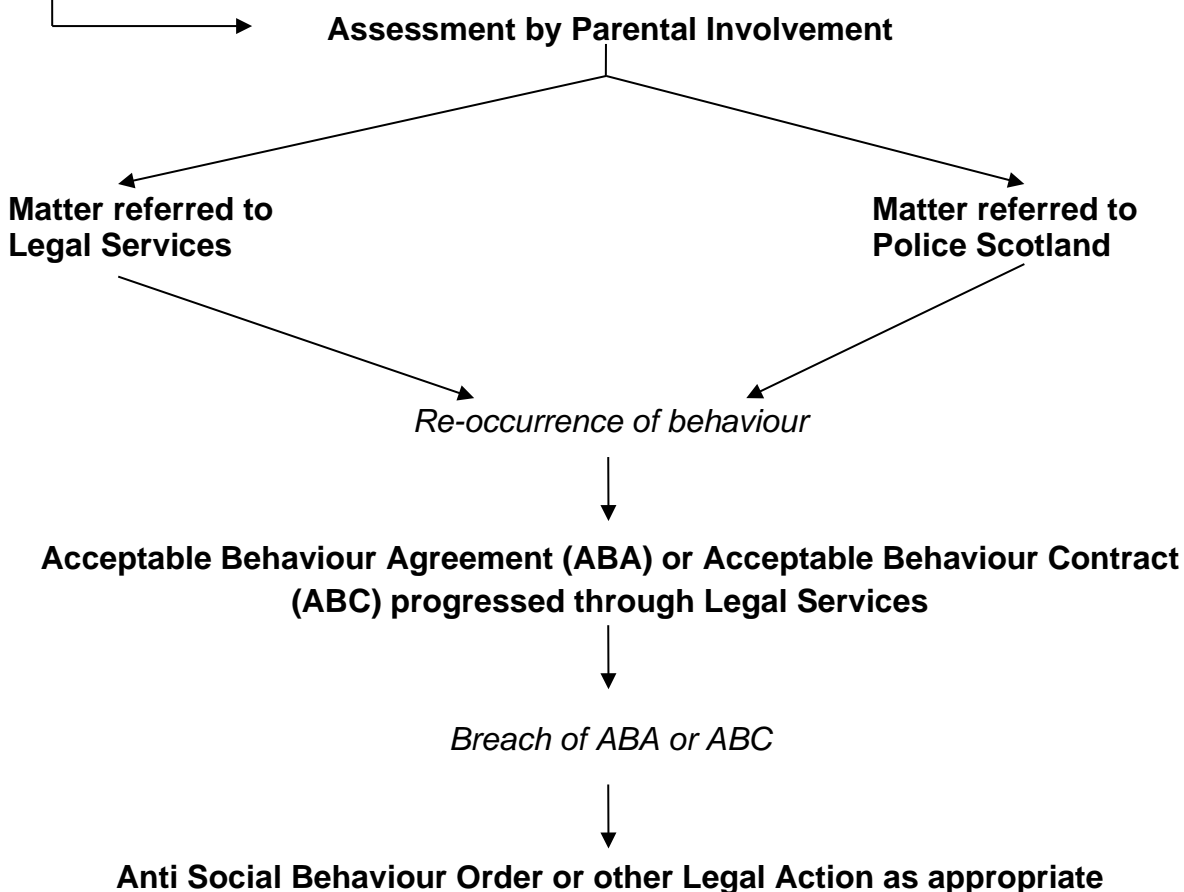 Assessment by Parental Involvement
Matter referred to
Legal Services
Matter referred to
Police Scotland
Re-occurrence of behaviour
Acceptable Behaviour Agreement (ABA) or Acceptable Behaviour Contract
(ABC) progressed through Legal Services
Breach of ABA or ABC
Anti Social Behaviour Order or other Legal Action as appropriate